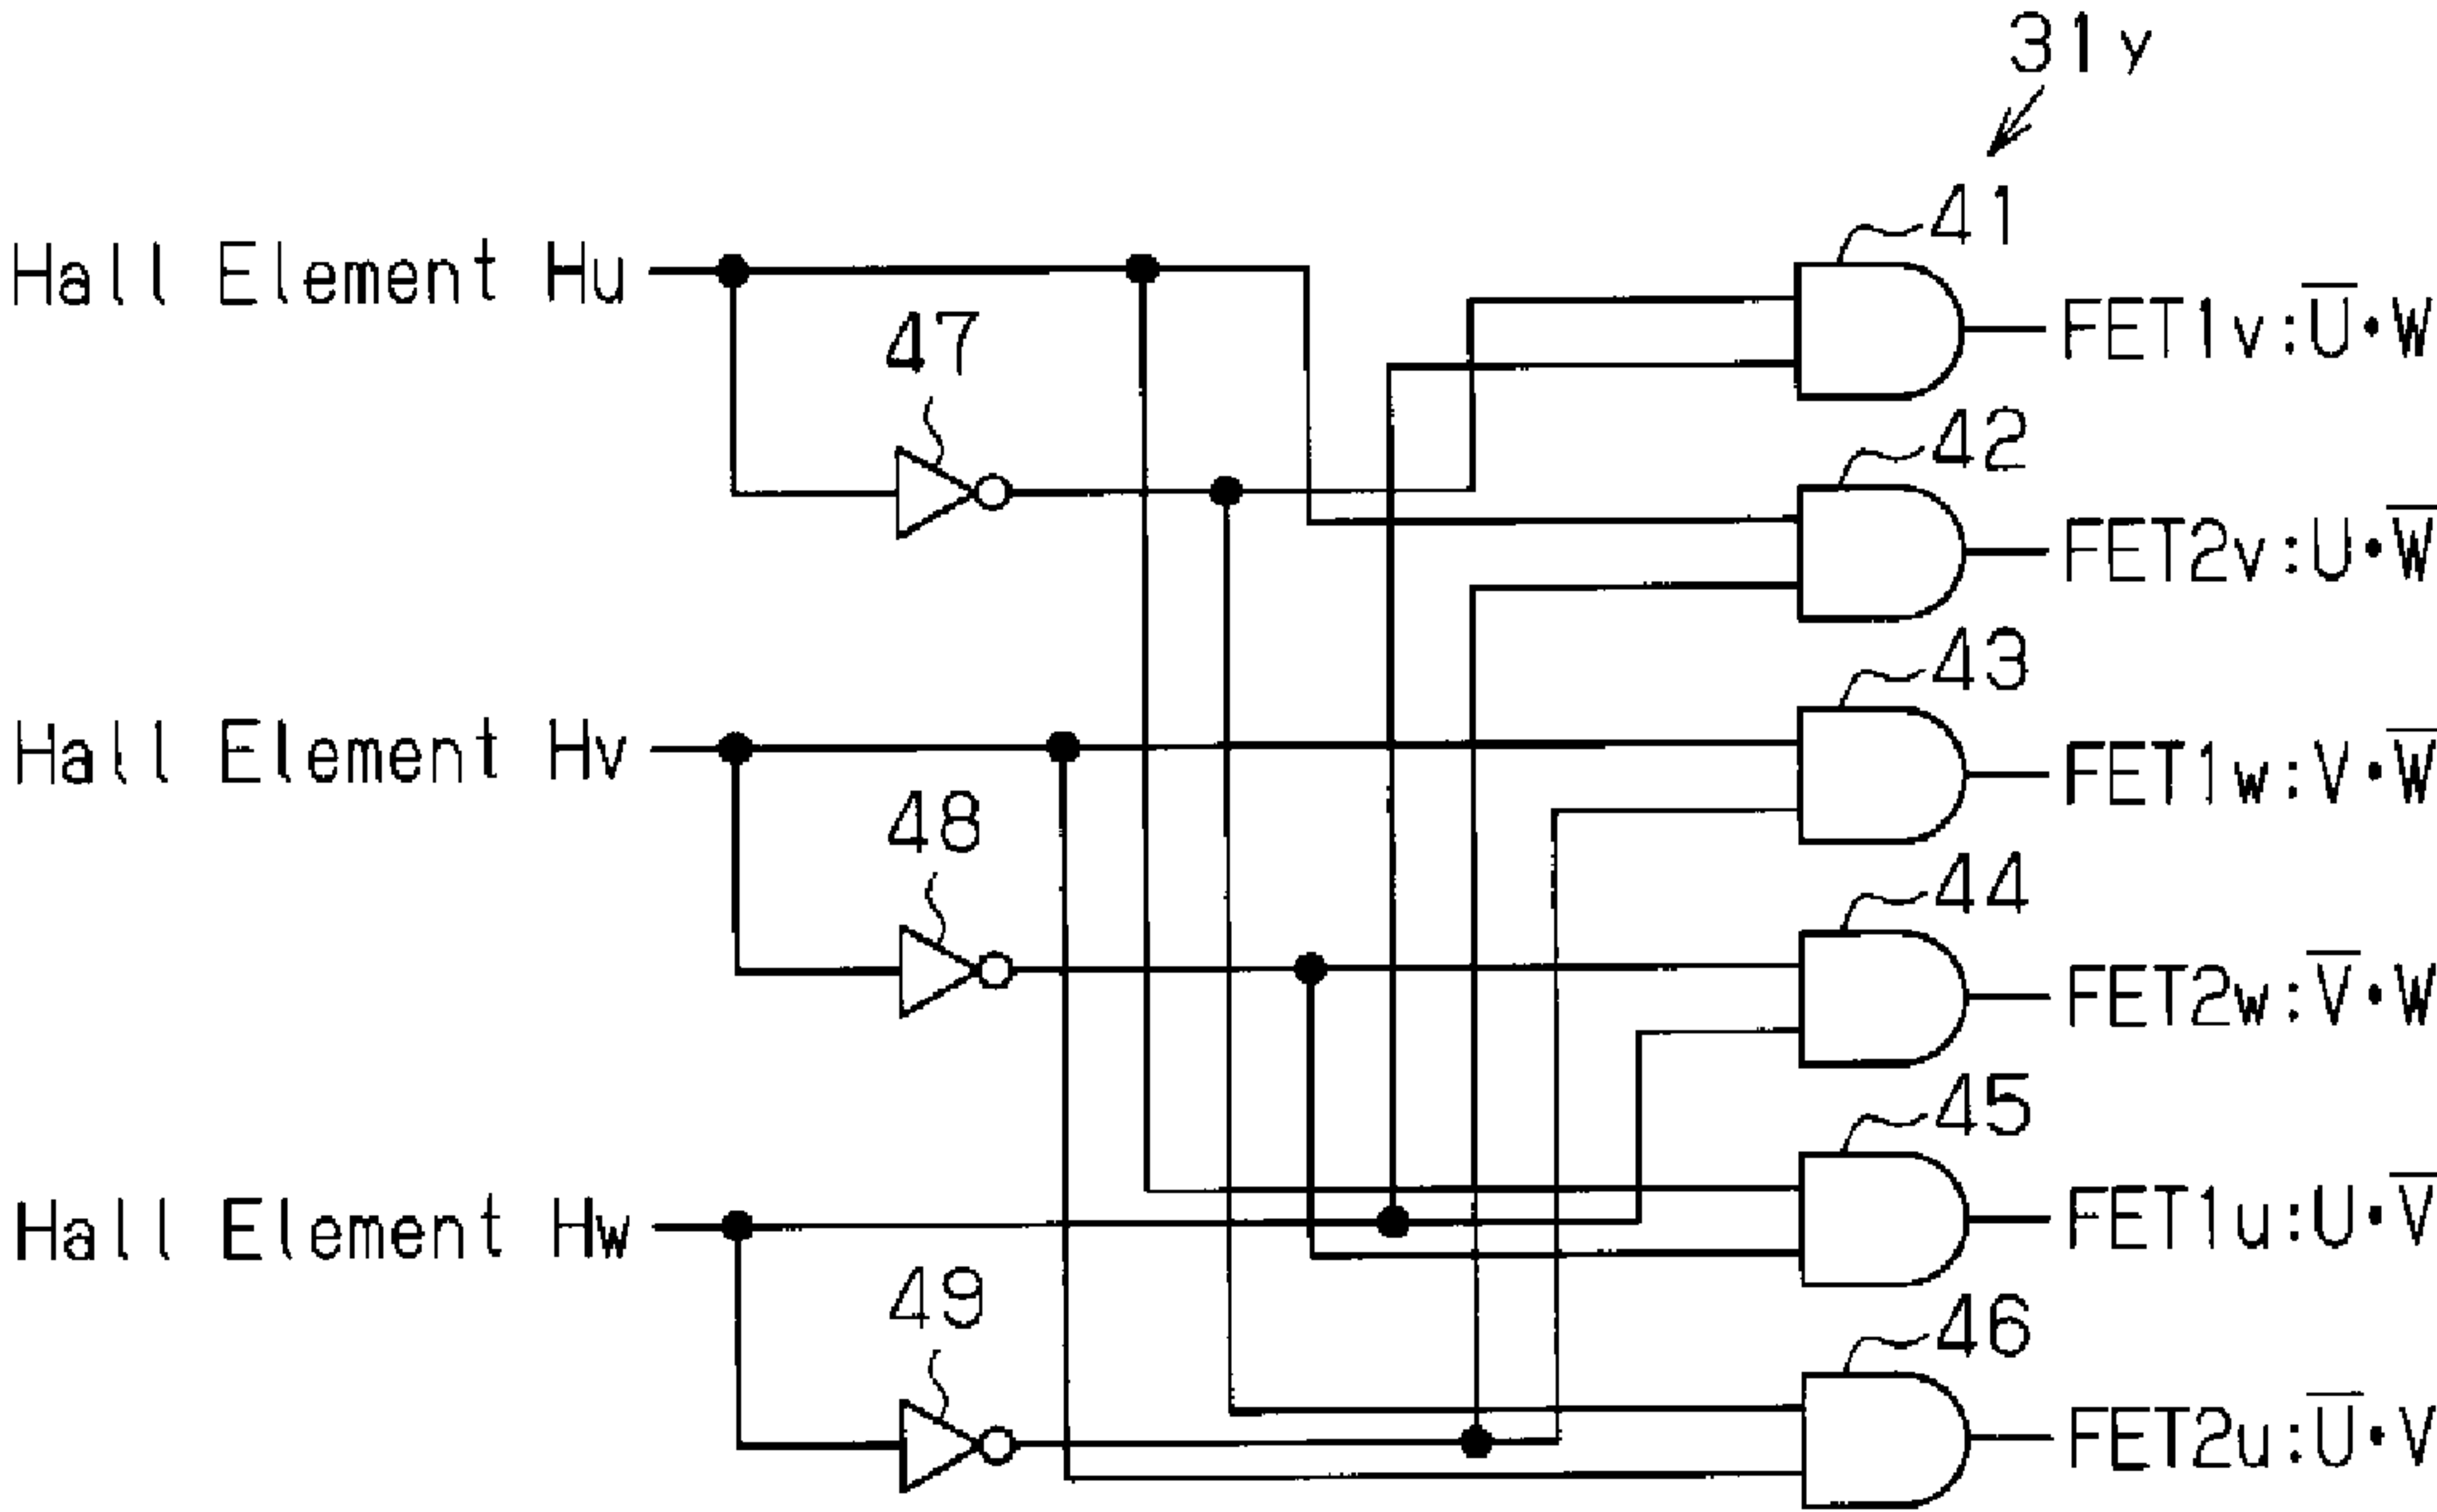 31y
41
Hall Element Hu
FET1v:U̅·W
47
42
FET2v:U·W̅
43
Hall Element Hv
FET1w:V·W̅
48
44
FET2w:V̅·W
45
Hall Element Hw
FET1u:U·V̅
49
46
FET2u:U̅·V